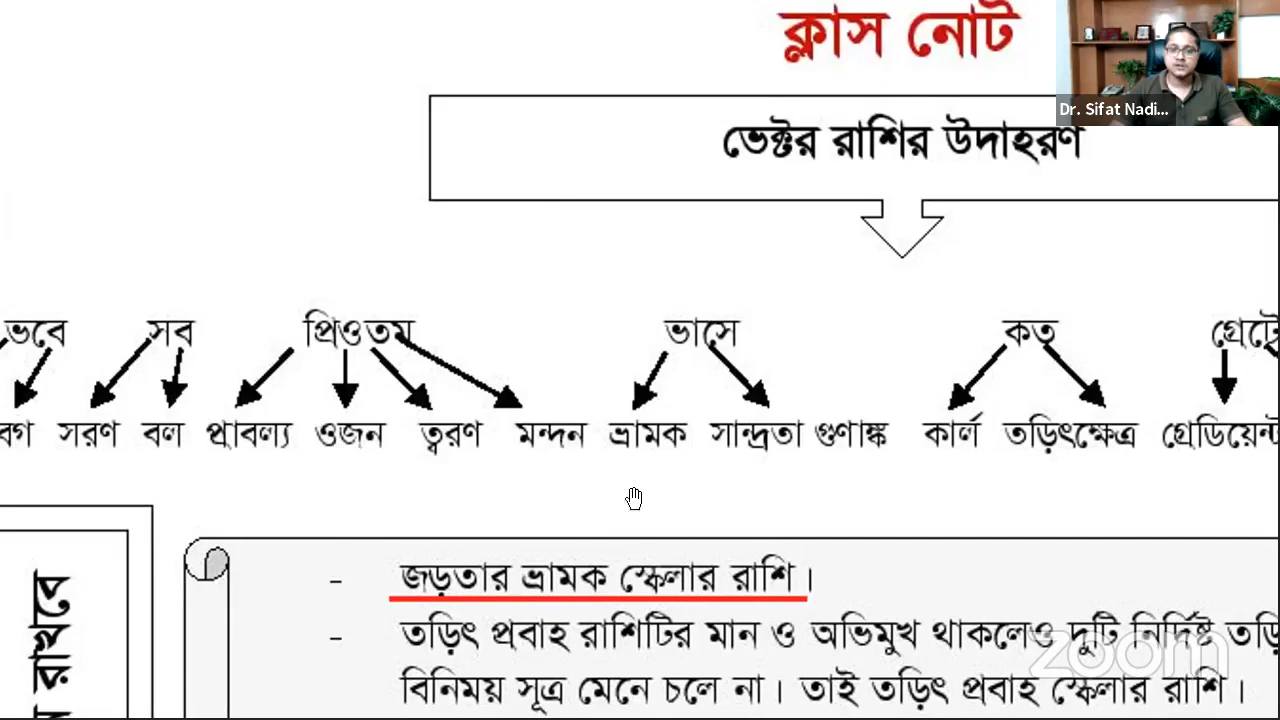 ক্লাস নোট
Dr. Sifat Nadi...
ভেক্টর রাশির উদাহরণ
ভবে সব প্রিওতম ভাসে কত গ্রেটে
সরণ বল প্রাবল্য ওজন ত্বরণ মন্দন ভ্রামক সান্দ্রতা গুণাঙ্ক কার্ল তড়িৎক্ষেত্র গ্রেডিয়েন্ট
- জড়তার ভ্রামক স্কেলার রাশি।
- তড়িৎ প্রবাহ রাশিটির মান ও অভিমুখ থাকলেও দুটি নির্দিষ্ট
বিনিময় সূত্র মেনে চলে না। তাই তড়িৎ প্রবাহ স্কেলার রাশি।
রাখবে
zoom